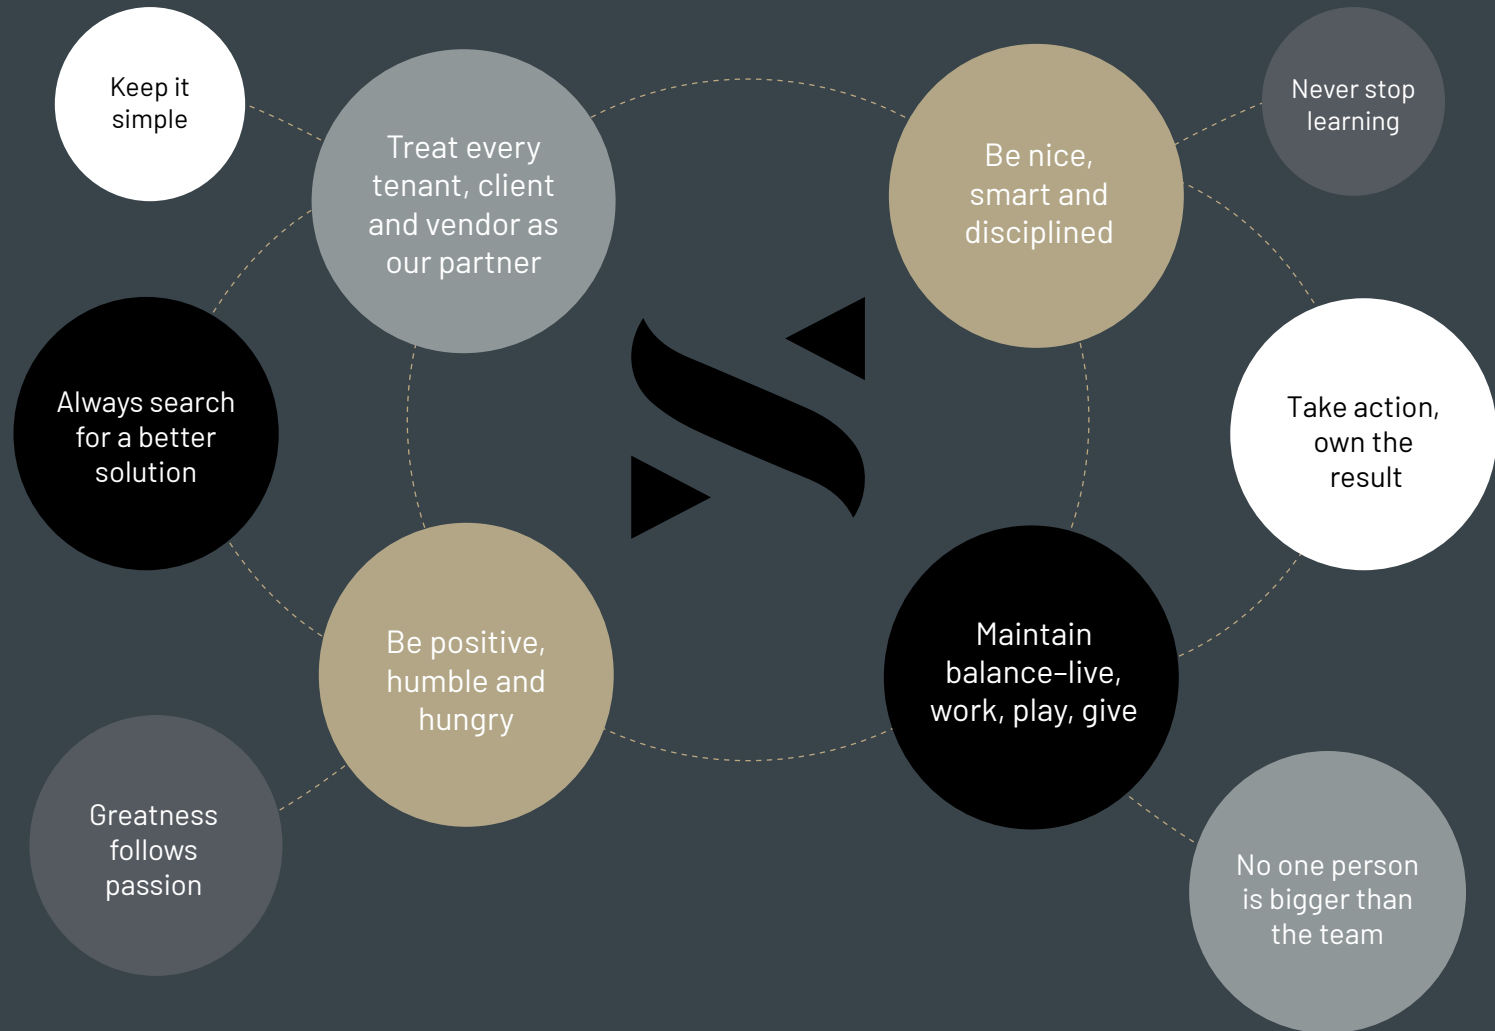 Keep it
simple
Treat every
tenant, client
and vendor as
our partner
Be nice,
smart and
disciplined
Never stop
learning
Always search
for a better
solution
Take action,
own the
result
Be positive,
humble and
hungry
Maintain
balance–live,
work, play, give
Greatness
follows
passion
No one person
is bigger than
the team